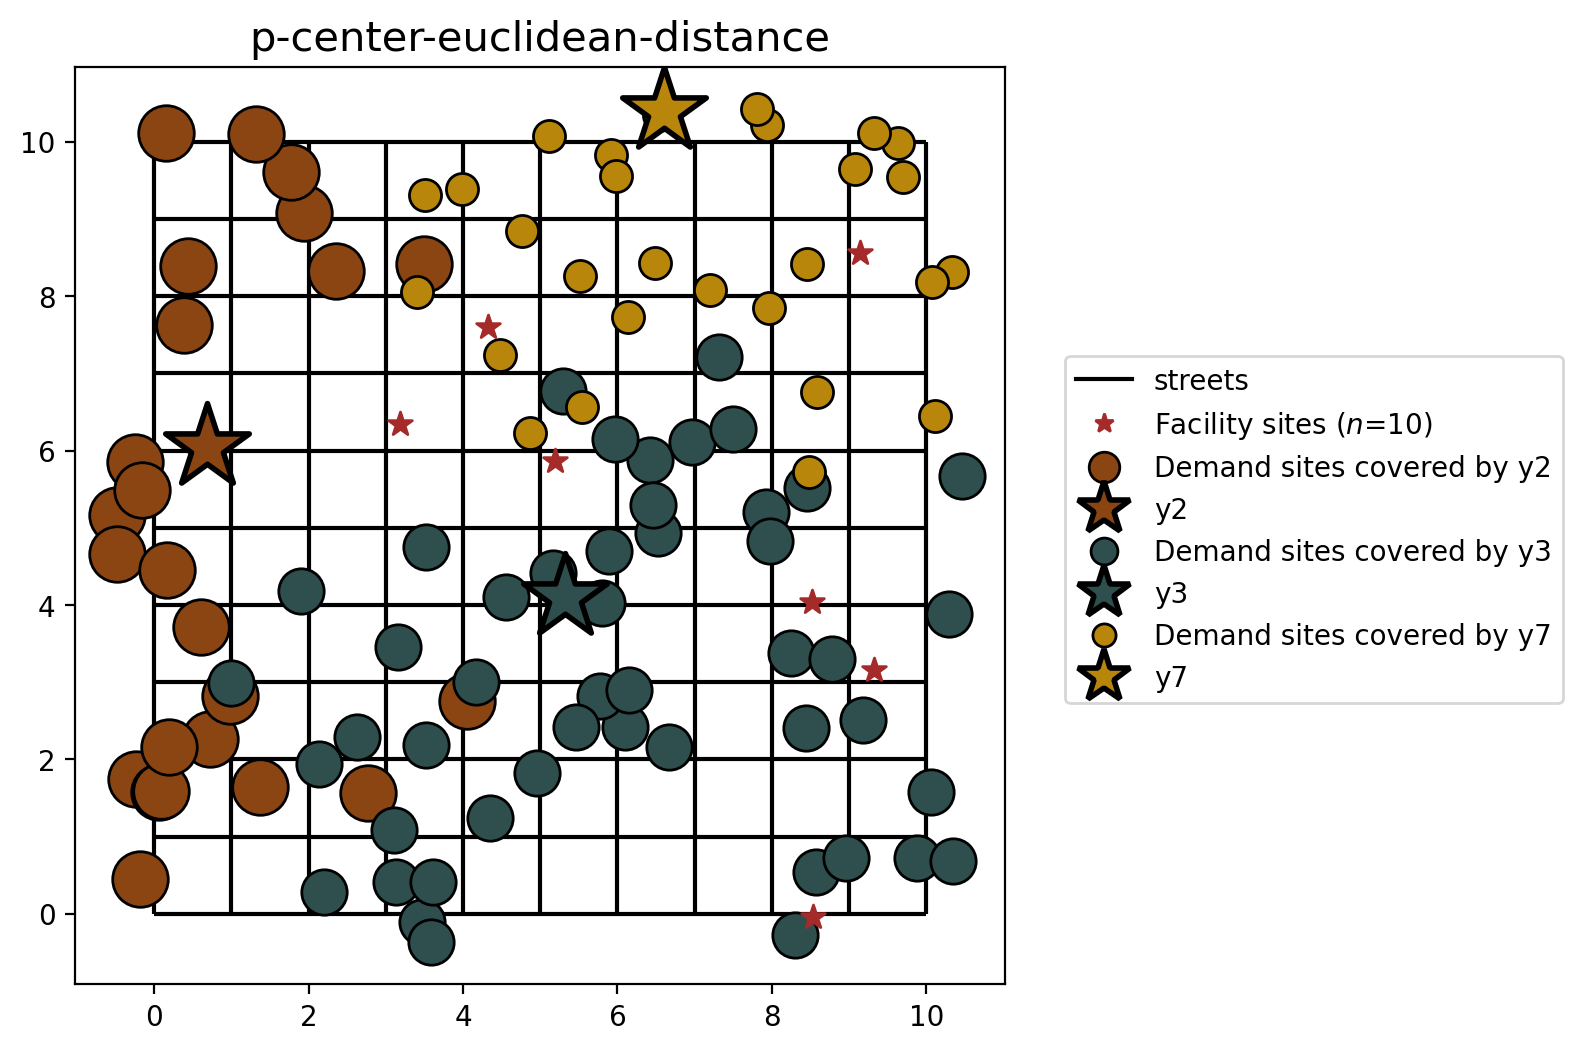 p-center-euclidean-distance
10
8
6
4
2
0
0 2 4 6 8 10
streets
Facility sites (n=10)
Demand sites covered by y2
y2
Demand sites covered by y3
y3
Demand sites covered by y7
y7